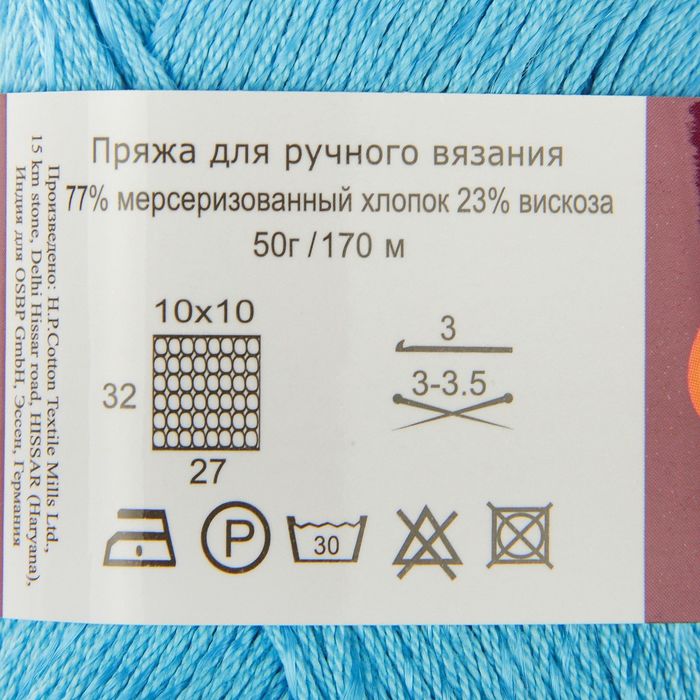 Пряжа для ручного вязания
77% мерсеризованный хлопок 23% вискоза
50г/170 м
10x10
32
27
3
3-3.5
P
30
Произведено: H.P.Cotton Textile Mills Ltd.,
15 km stone, Delhi Hissar road, HISSAR (Haryana),
Индия для OSBP GmbH, Эссен, Германия